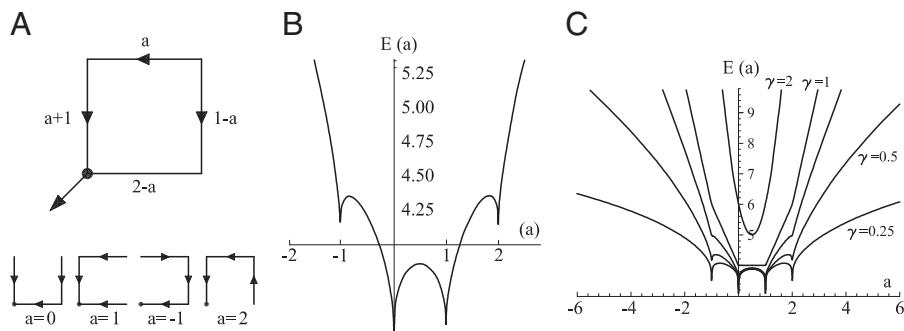 A
a
a+1
1-a
2-a
a=0
a=1
a=-1
a=2
B
E (a)
5.25
5.00
4.75
4.50
4.25
(a)
-2
-1
0
1
2
C
E (a)
γ=2
γ=1
9
8
7
γ=0.5
6
5
γ=0.25
a
-6
-4
-2
0
2
4
6